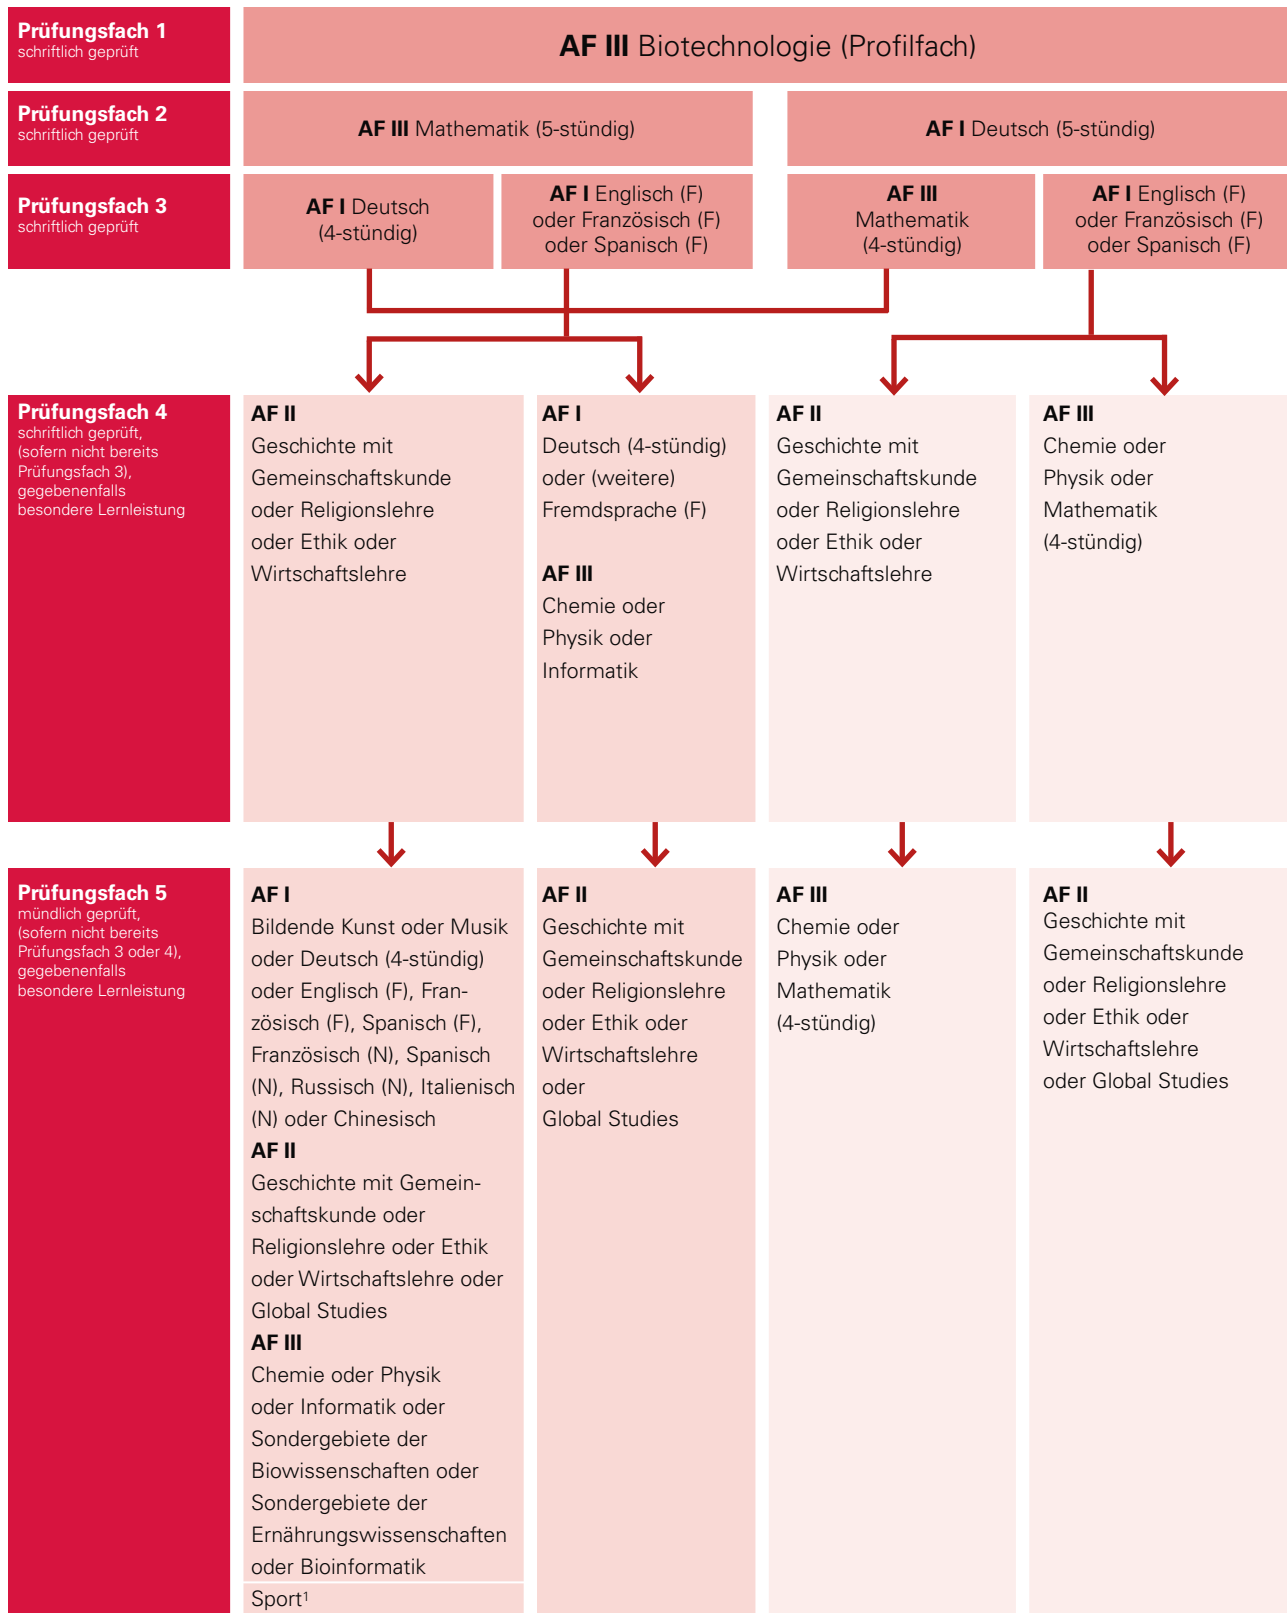 Prüfungsfach 1
schriftlich geprüft
AF III Biotechnologie (Profilfach)
Prüfungsfach 2
schriftlich geprüft
AF III Mathematik (5-stündig)
AF I Deutsch (5-stündig)
Prüfungsfach 3
schriftlich geprüft
AF I Deutsch
(4-stündig)
AF I Englisch (F)
oder Französisch (F)
oder Spanisch (F)
AF III
Mathematik
(4-stündig)
AF I Englisch (F)
oder Französisch (F)
oder Spanisch (F)
Prüfungsfach 4
schriftlich geprüft,
(sofern nicht bereits
Prüfungsfach 3),
gegebenenfalls
besondere Lernleistung
AF II
Geschichte mit
Gemeinschaftskunde
oder Religionslehre
oder Ethik oder
Wirtschaftslehre
AF I
Deutsch (4-stündig)
oder (weitere)
Fremdsprache (F)
AF III
Chemie oder
Physik oder
Informatik
AF II
Geschichte mit
Gemeinschaftskunde
oder Religionslehre
oder Ethik oder
Wirtschaftslehre
AF III
Chemie oder
Physik oder
Mathematik
(4-stündig)
Prüfungsfach 5
mündlich geprüft,
(sofern nicht bereits
Prüfungsfach 3 oder 4),
gegebenenfalls
besondere Lernleistung
AF I
Bildende Kunst oder Musik
oder Deutsch (4-stündig)
oder Englisch (F), Fran-
zösisch (F), Spanisch (F),
Französisch (N), Spanisch
(N), Russisch (N), Italienisch
(N) oder Chinesisch
AF II
Geschichte mit Gemein-
schaftskunde oder
Religionslehre oder Ethik
oder Wirtschaftslehre oder
Global Studies
AF III
Chemie oder Physik
oder Informatik oder
Sondergebiete der
Biowissenschaften oder
Sondergebiete der
Ernährungswissenschaften
oder Bioinformatik
Sport¹
AF II
Geschichte mit
Gemeinschaftskunde
oder Religionslehre
oder Ethik oder
Wirtschaftslehre
oder
Global Studies
AF III
Chemie oder
Physik oder
Mathematik
(4-stündig)
AF II
Geschichte mit
Gemeinschaftskunde
oder Religionslehre
oder Ethik oder
Wirtschaftslehre
oder Global Studies